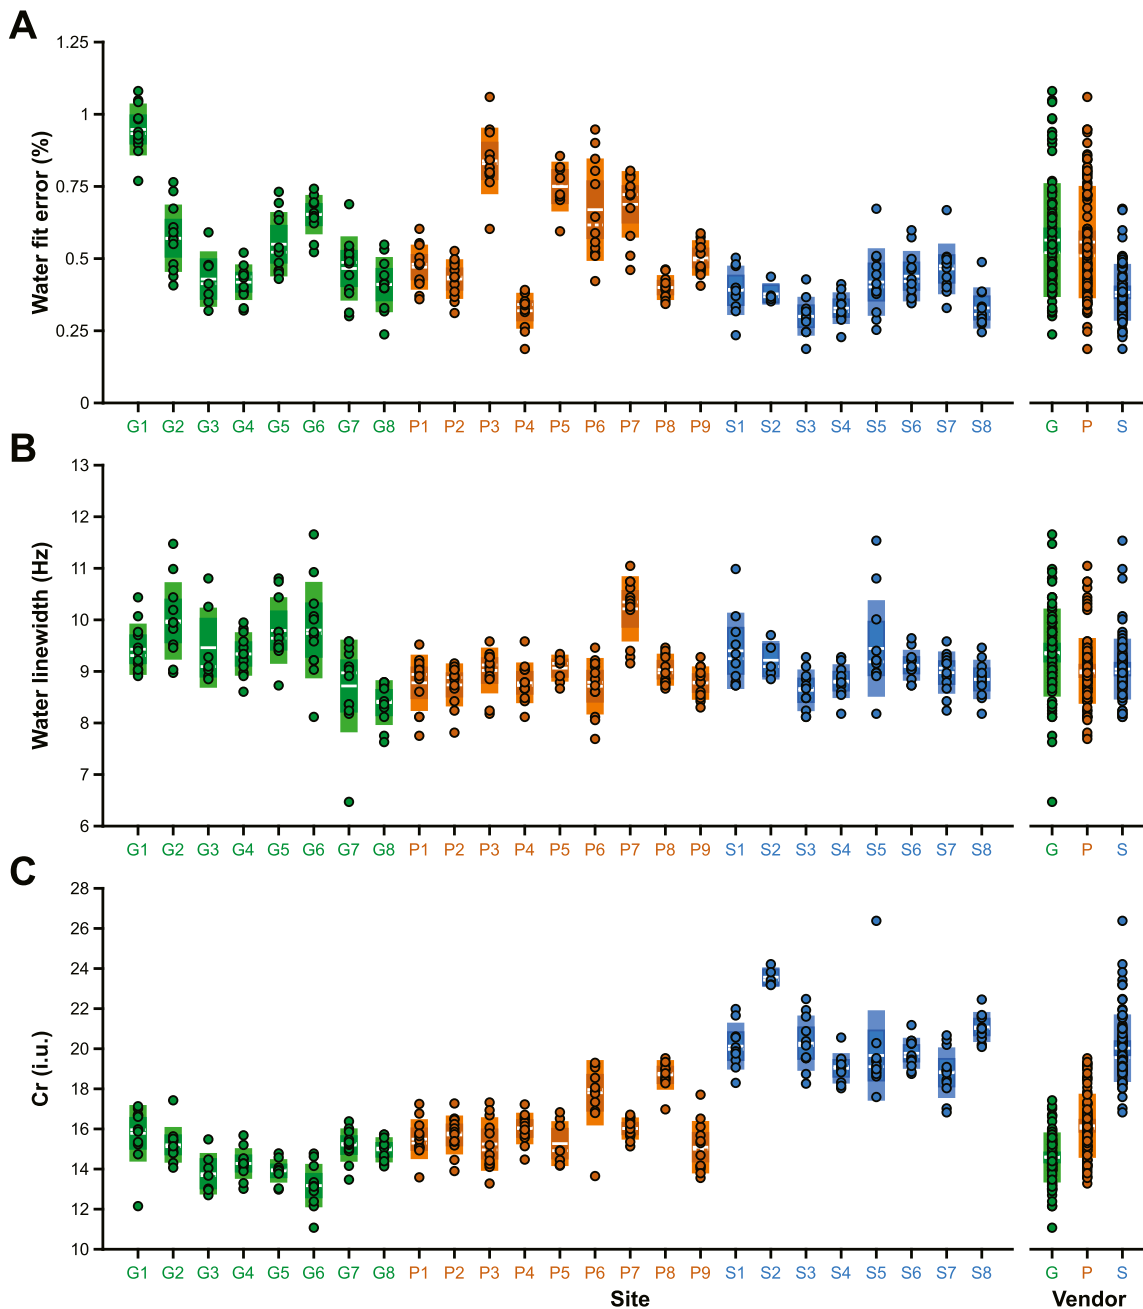 A
Water fit error (%)
1.25
1
0.75
0.5
0.25
0
G1 G2 G3 G4 G5 G6 G7 G8 P1 P2 P3 P4 P5 P6 P7 P8 P9 S1 S2 S3 S4 S5 S6 S7 S8 G P S
B
Water linewidth (Hz)
13
12
11
10
9
8
7
6
G1 G2 G3 G4 G5 G6 G7 G8 P1 P2 P3 P4 P5 P6 P7 P8 P9 S1 S2 S3 S4 S5 S6 S7 S8 G P S
C
Cr (i.u.)
28
26
24
22
20
18
16
14
12
10
G1 G2 G3 G4 G5 G6 G7 G8 P1 P2 P3 P4 P5 P6 P7 P8 P9 S1 S2 S3 S4 S5 S6 S7 S8 G P S
Site Vendor